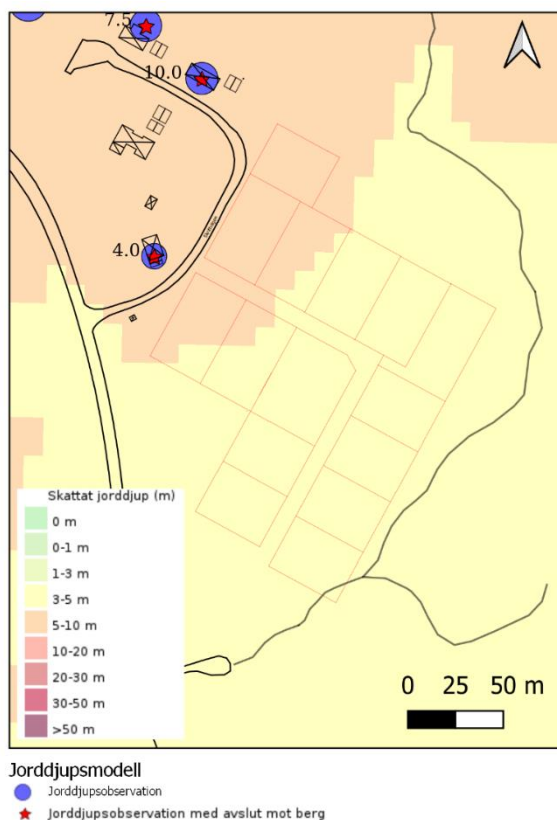 7.5
10.0
4.0
Skattat jorddjup (m)
0 m
0-1 m
1-3 m
3-5 m
5-10 m
10-20 m
20-30 m
30-50 m
>50 m
0 25 50 m
Jorddjupsmodell
Jorddjupsobservation
Jorddjupsobservation med avslut mot berg